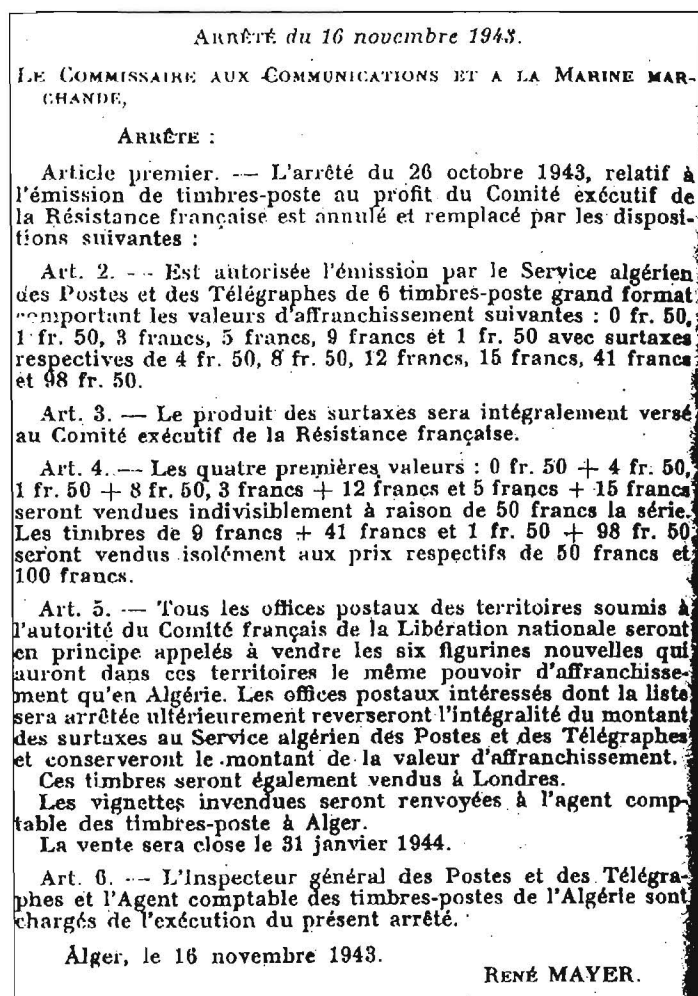 ARRÊTÉ du 16 novembre 1943.
LE COMMISSAIRE AUX COMMUNICATIONS ET A LA MARINE MAR-
CHANDE,
ARRÊTE :
Article premier. — L'arrêté du 26 octobre 1943, relatif à
l'émission de timbres-poste au profit du Comité exécutif de
la Résistance française est annulé et remplacé par les disposi-
tions suivantes :
Art. 2. — Est autorisée l'émission par le Service algérien
des Postes et des Télégraphes de 6 timbres-poste grand format
comportant les valeurs d'affranchissement suivantes : 0 fr. 50,
1 fr. 50, 3 francs, 5 francs, 9 francs et 1 fr. 50 avec surtaxes
respectives de 4 fr. 50, 8 fr. 50, 12 francs, 15 francs, 41 francs
et 98 fr. 50.
Art. 3. — Le produit des surtaxes sera intégralement versé
au Comité exécutif de la Résistance française.
Art. 4. — Les quatre premières valeurs : 0 fr. 50 + 4 fr. 50,
1 fr. 50 + 8 fr. 50, 3 francs + 12 francs et 5 francs + 15 francs
seront vendues indivisiblement à raison de 50 francs la série.
Les timbres de 9 francs + 41 francs et 1 fr. 50 + 98 fr. 50
seront vendus isolément aux prix respectifs de 50 francs et
100 francs.
Art. 5. — Tous les offices postaux des territoires soumis à
l'autorité du Comité français de la Libération nationale seront
en principe appelés à vendre les six figurines nouvelles qui
auront dans ces territoires le même pouvoir d'affranchisse-
ment qu'en Algérie. Les offices postaux intéressés dont la liste
sera arrêtée ultérieurement reverseront l'intégralité du montant
des surtaxes au Service algérien des Postes et des Télégraphes
et conserveront le montant de la valeur d'affranchissement.
Ces timbres seront également vendus à Londres.
Les vignettes invendues seront renvoyées à l'agent comp-
table des timbres-poste à Alger.
La vente sera close le 31 janvier 1944.
Art. 6. — L'Inspecteur général des Postes et des Télégra-
phes et l'Agent comptable des timbres-postes de l'Algérie sont
chargés de l'exécution du présent arrêté.
Alger, le 16 novembre 1943.
RENÉ MAYER.